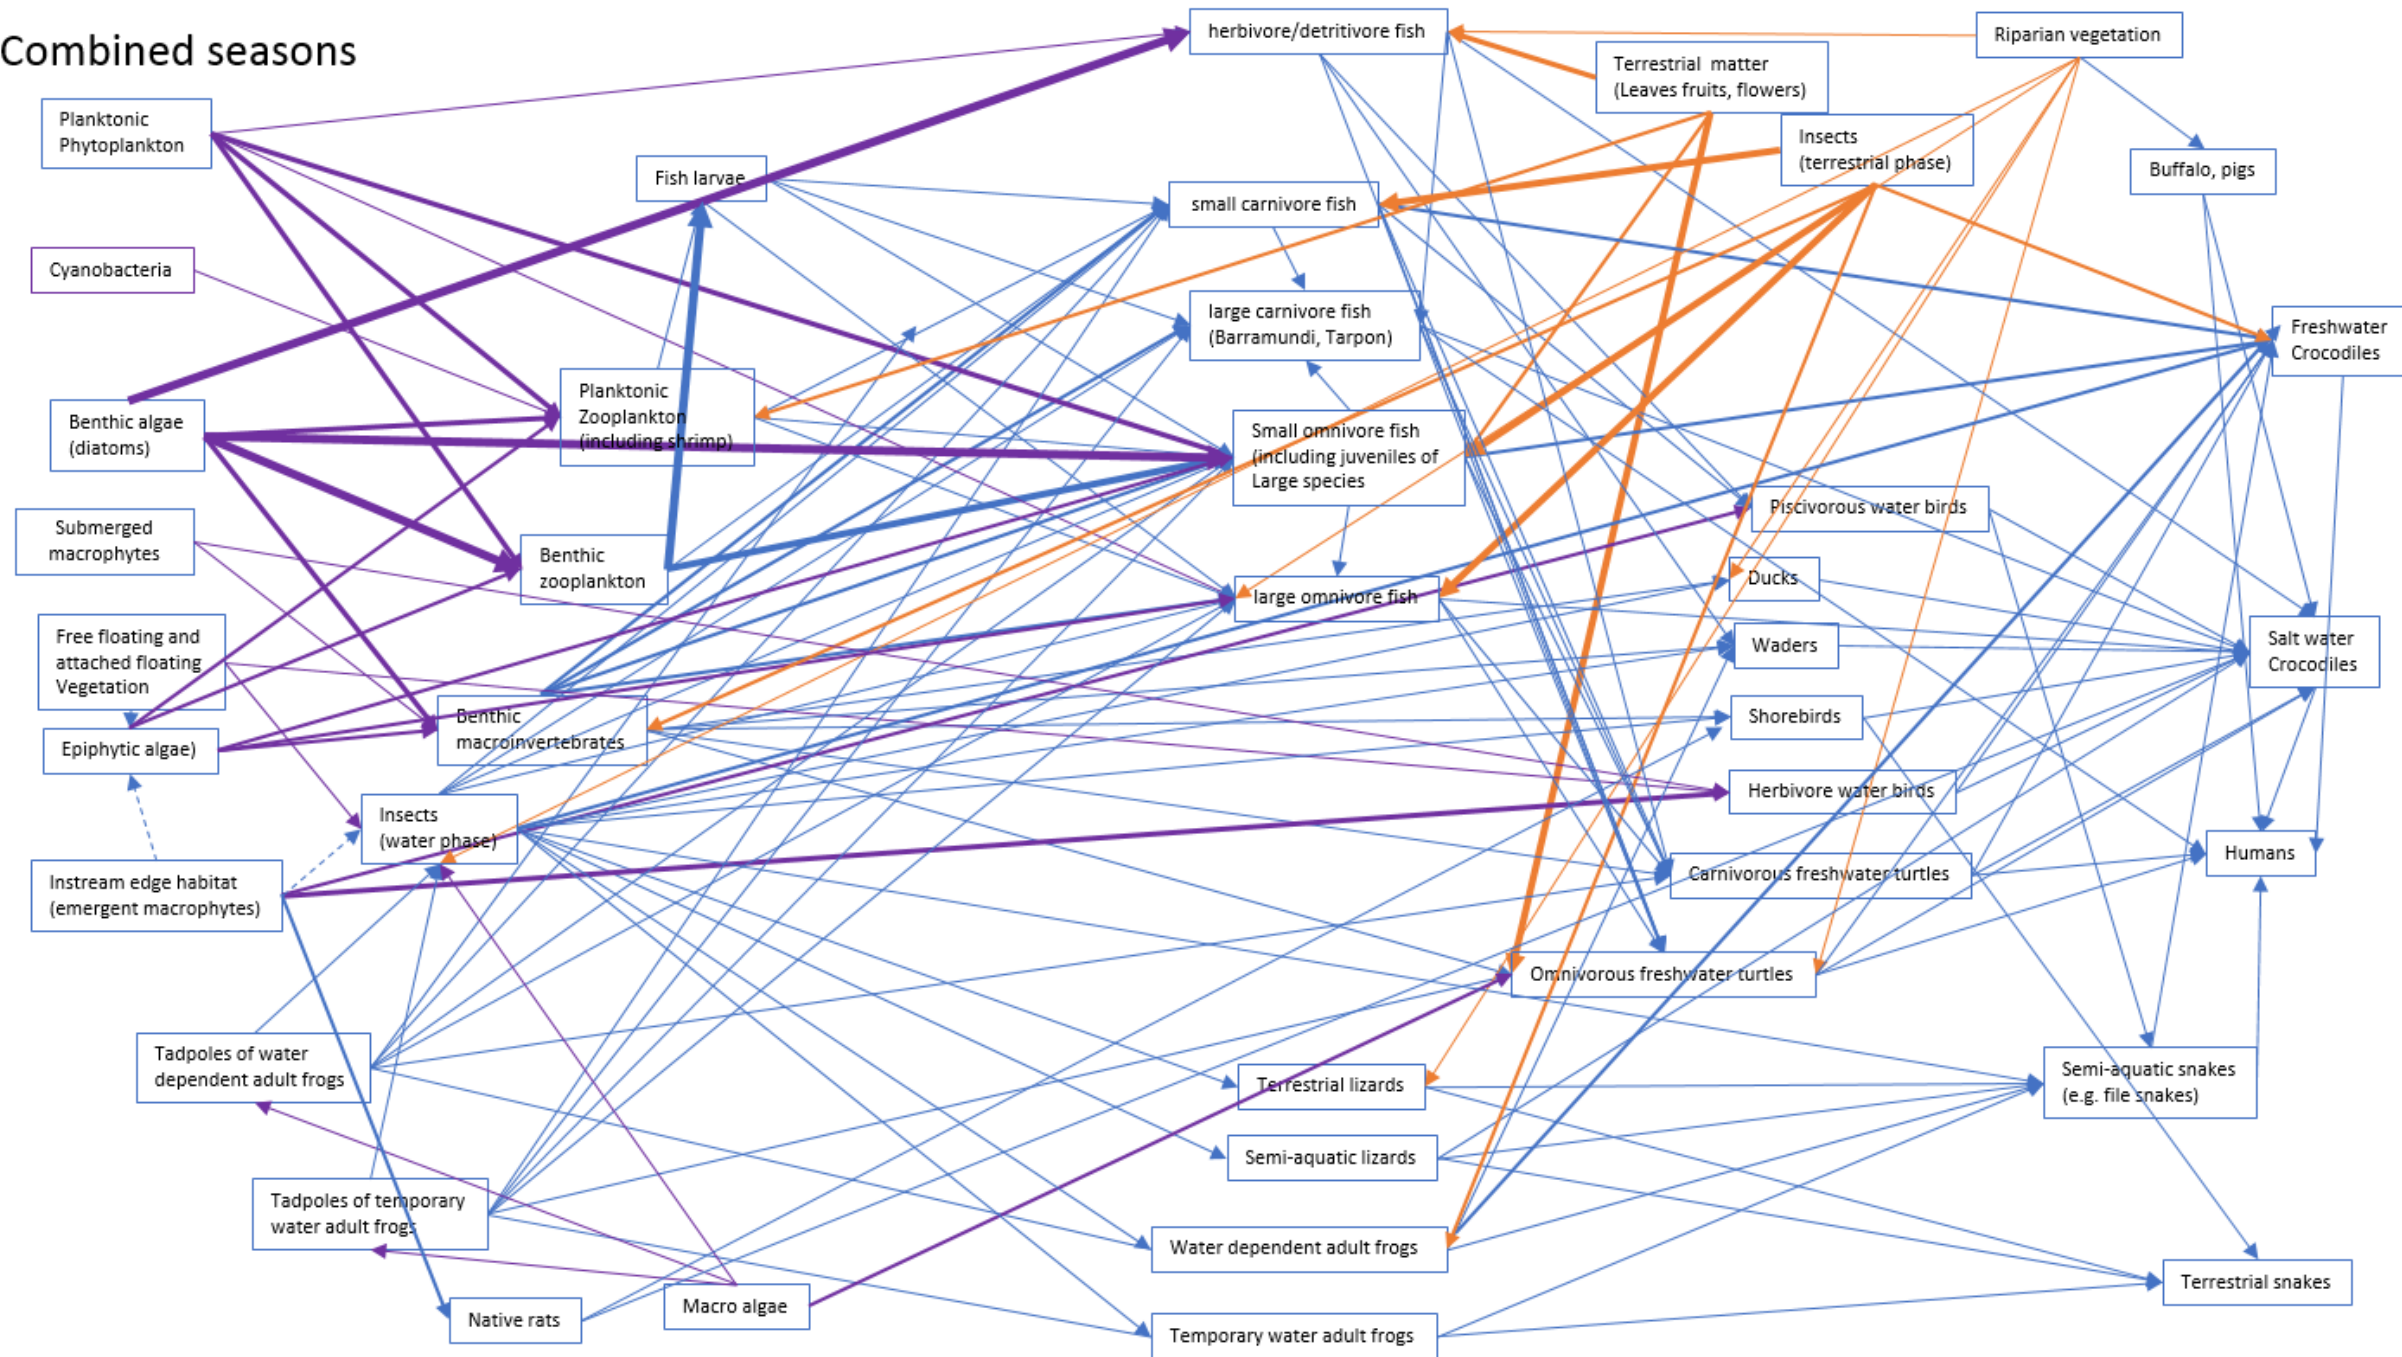 Combined seasons
herbivore/detritivore fish
Riparian vegetation
Terrestrial matter
(Leaves fruits, flowers)
Planktonic
Phytoplankton
Insects
(terrestrial phase)
Buffalo, pigs
Fish larvae
small carnivore fish
Cyanobacteria
large carnivore fish
(Barramundi, Tarpon)
Freshwater
Crocodiles
Planktonic
Zooplankton
(including shrimp)
Benthic algae
(diatoms)
Small omnivore fish
(including juveniles of
Large species
Piscivorous water birds
Submerged
macrophytes
Benthic
zooplankton
Ducks
large omnivore fish
Free floating and
attached floating
Vegetation
Waders
Salt water
Crocodiles
Benthic
macroinvertebrates
Shorebirds
Epiphytic algae)
Herbivore water birds
Insects
(water phase)
Humans
Instream edge habitat
(emergent macrophytes)
Carnivorous freshwater turtles
Omnivorous freshwater turtles
Tadpoles of water
dependent adult frogs
Terrestrial lizards
Semi-aquatic snakes
(e.g. file snakes)
Semi-aquatic lizards
Tadpoles of temporary
water adult frogs
Water dependent adult frogs
Terrestrial snakes
Macro algae
Native rats
Temporary water adult frogs